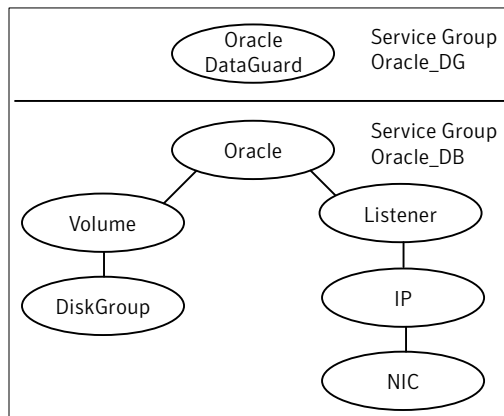 Oracle
DataGuard
Service Group
Oracle_DG
Service Group
Oracle_DB
Oracle
Volume
Listener
DiskGroup
IP
NIC